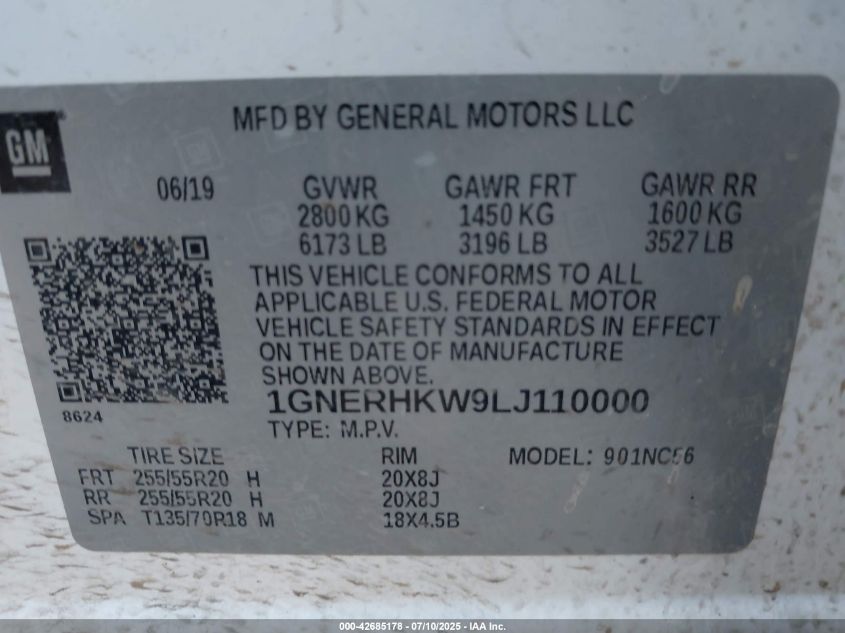 MFD BY GENERAL MOTORS LLC
GM
06/19 GVWR GAWR FRT GAWR RR
2800 KG 1450 KG 1600 KG
6173 LB 3196 LB 3527 LB
THIS VEHICLE CONFORMS TO ALL
APPLICABLE U.S. FEDERAL MOTOR
VEHICLE SAFETY STANDARDS IN EFFECT
ON THE DATE OF MANUFACTURE
SHOWN ABOVE.
8624
1GNERHKW9LJ110000
TYPE: M.P.V.
TIRE SIZE RIM MODEL: 901NC56
FRT 255/55R20 H 20X8J
RR 255/55R20 H 20X8J
SPA T135/70R18 M 18X4.5B
000-42685178 - 07/10/2025 - IAA Inc.